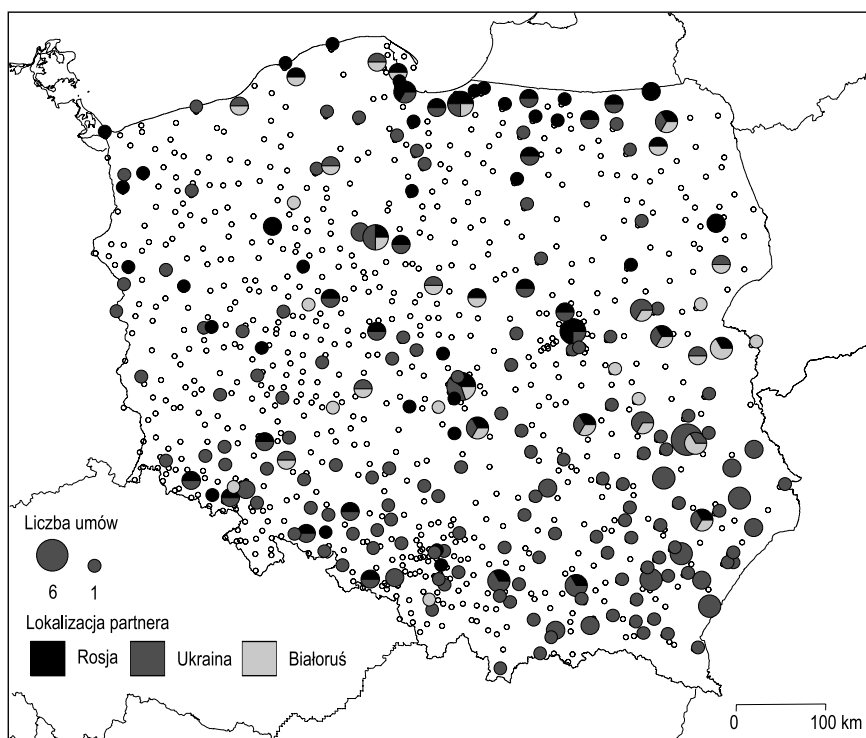 Liczba umów
6 1
Lokalizacja partnera
Rosja Ukraina Białoruś
0 100 km